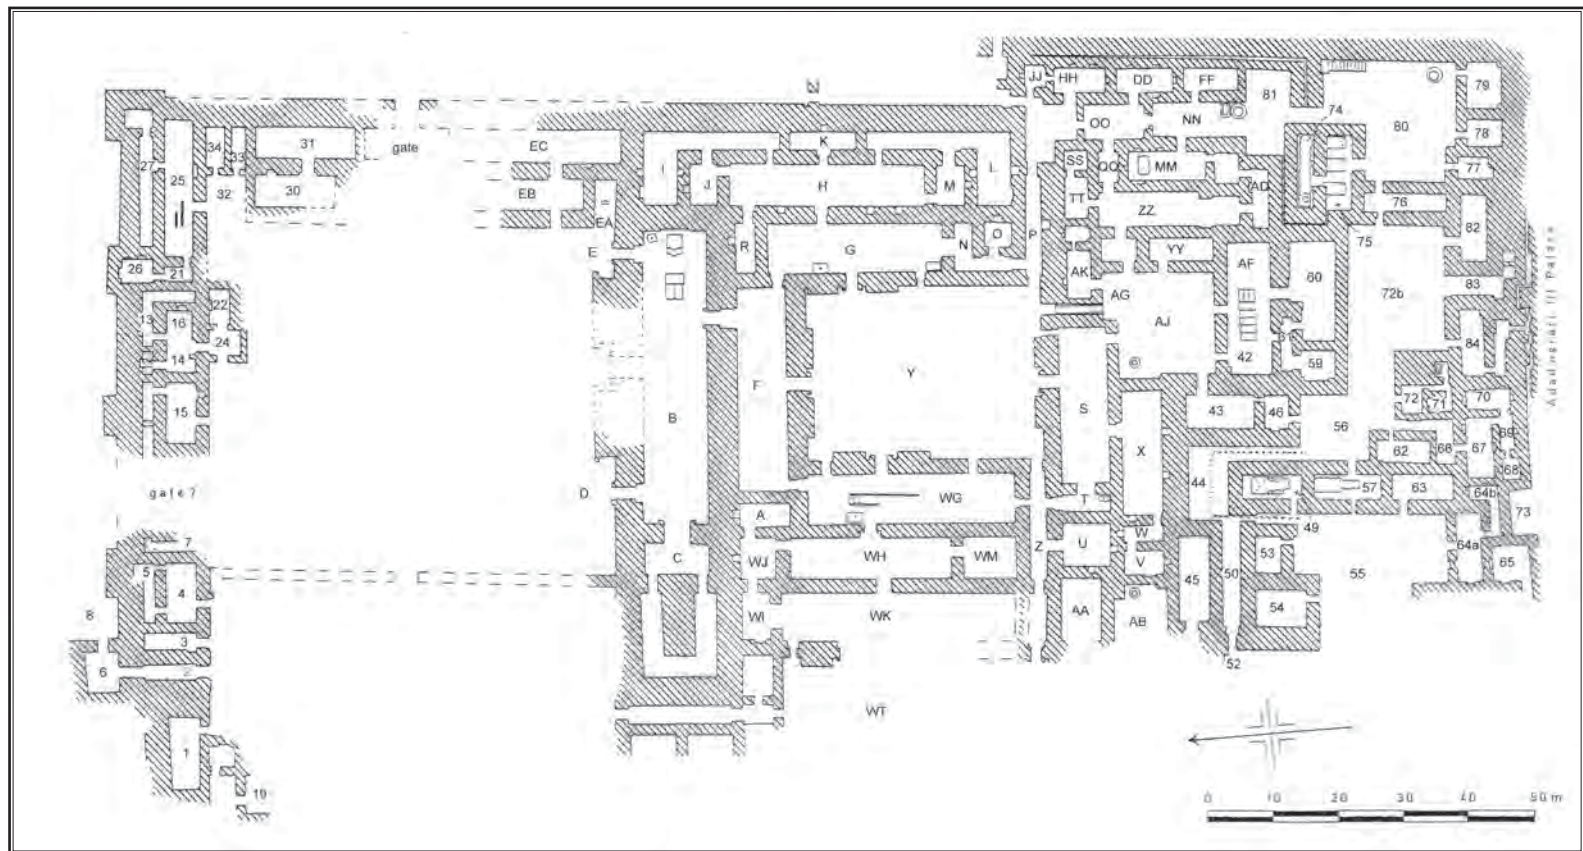 JJ HH DD FF 79
81 74
34 33 31 gate EC K OO NN 80 78
27 25 I L SS QQ MM 77
32 30 EB J H M AD 76
EA TT ZZ 82
E R G N O P 75
26 21 YY AF
22 AK AG 60 72b 83
13 16 AJ
24 84
14 42 59
15 F Y 72 71 70
B S 43 46 56 69
X 62 66 67
68
gate? D WG T 44 57 63 64b 73
A 49
7 W
C WH WM Z U V 53 64a
5 4 WJ 50 55 65
8 45 54
3 WI WK AA AB
6 2 52
WT
1
19
Adadnirari III Palace
0 10 20 30 40 50 m